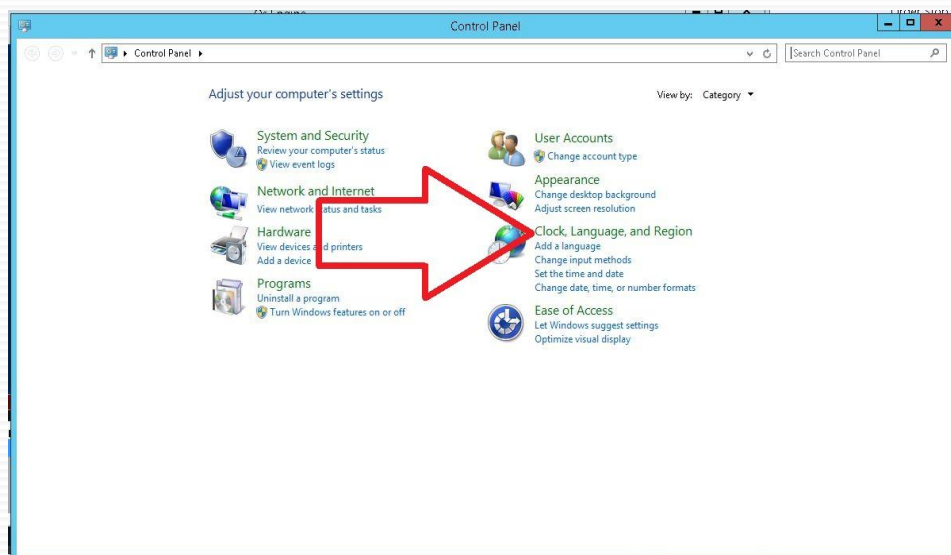 Control Panel
Control Panel
Search Control Panel
Adjust your computer's settings
View by: Category
System and Security
Review your computer's status
View event logs
Network and Internet
View network status and tasks
Hardware
View devices and printers
Add a device
Programs
Uninstall a program
Turn Windows features on or off
User Accounts
Change account type
Appearance
Change desktop background
Adjust screen resolution
Clock, Language, and Region
Add a language
Change input methods
Set the time and date
Change date, time, or number formats
Ease of Access
Let Windows suggest settings
Optimize visual display